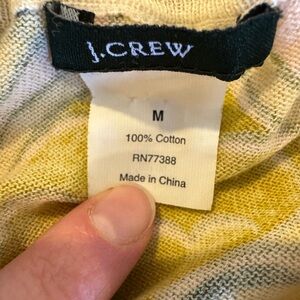 J.CREW
M
100% Cotton
RN77388
Made in China